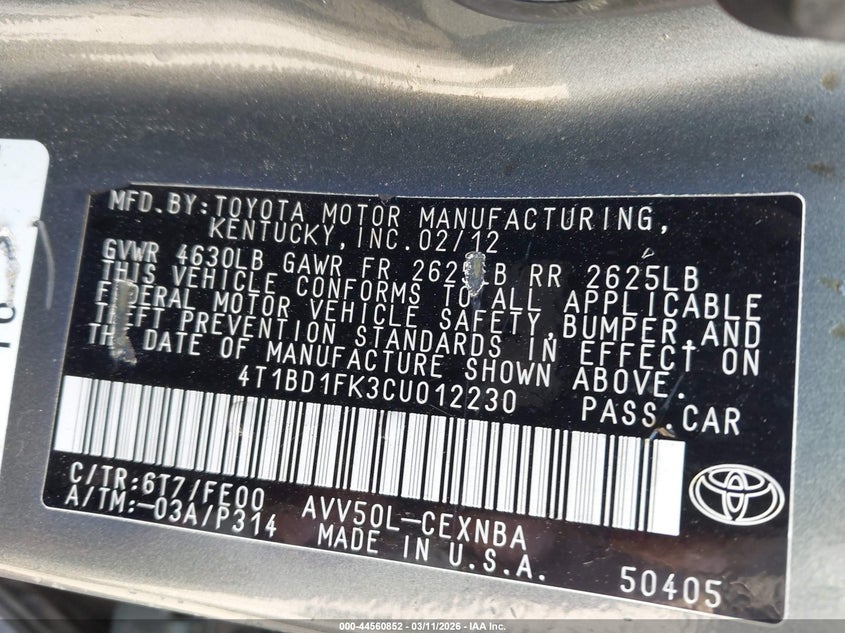 MFD.BY:TOYOTA MOTOR MANUFACTURING,
KENTUCKY,INC.02/12
GVWR 4630LB GAWR FR 262 LB RR 2625LB
THIS VEHICLE CONFORMS TO ALL APPLICABLE
FEDERAL MOTOR VEHICLE SAFETY,BUMPER,AND
THEFT PREVENTION STANDARDS IN EFFECT ON
THE DATE OF MANUFACTURE SHOWN ABOVE.
4T1BD1FK3CU012230 PASS.CAR
C/TR:6T7/FE00 AVV50L-CEXNBA
A/TM:-03A/P314 MADE IN U.S.A.
50405
000-44560852 | 03/11/2026 - IAA Inc.